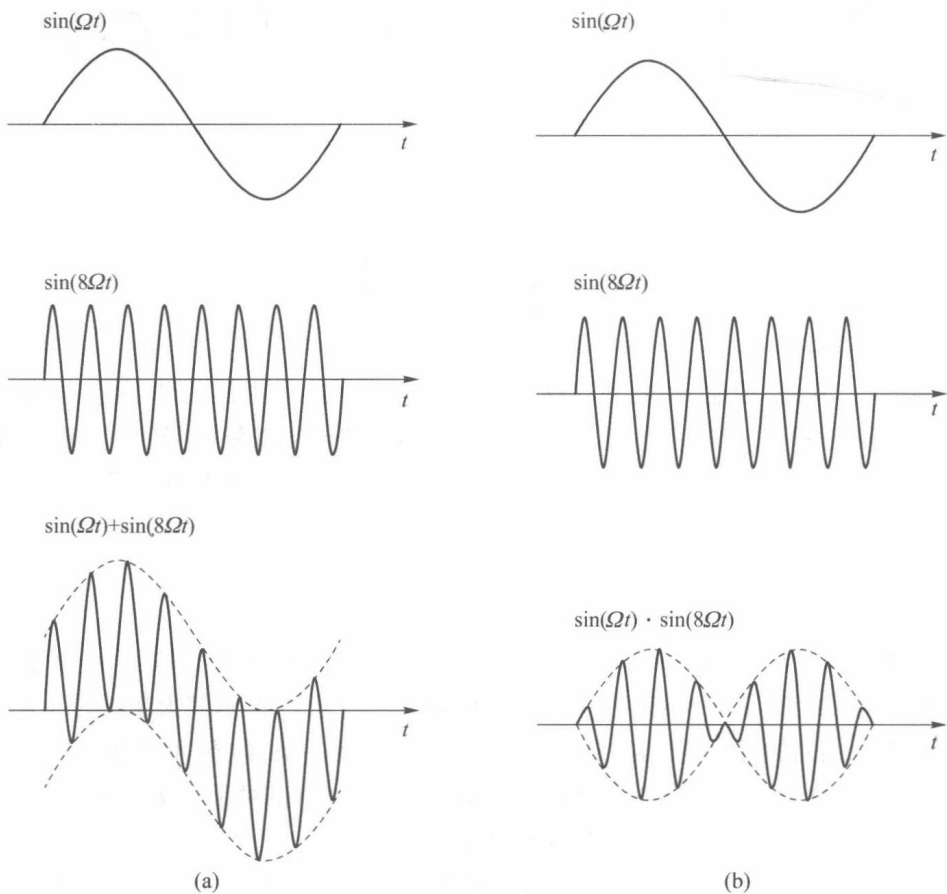 sin(Ωt)
t
sin(8Ωt)
t
sin(Ωt)+sin(8Ωt)
t
(a)
sin(Ωt)
t
sin(8Ωt)
t
sin(Ωt) · sin(8Ωt)
t
(b)